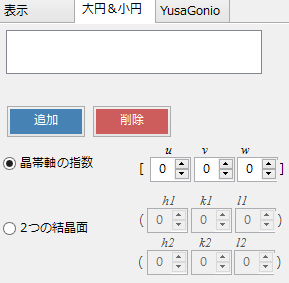 表示 大円＆小円 YusaGonio
追加 削除
u v w
晶帯軸の指数 [ 0 0 0 ]
h1 k1 l1
( 0 0 0 )
2つの結晶面
h2 k2 l2
( 0 0 0 )